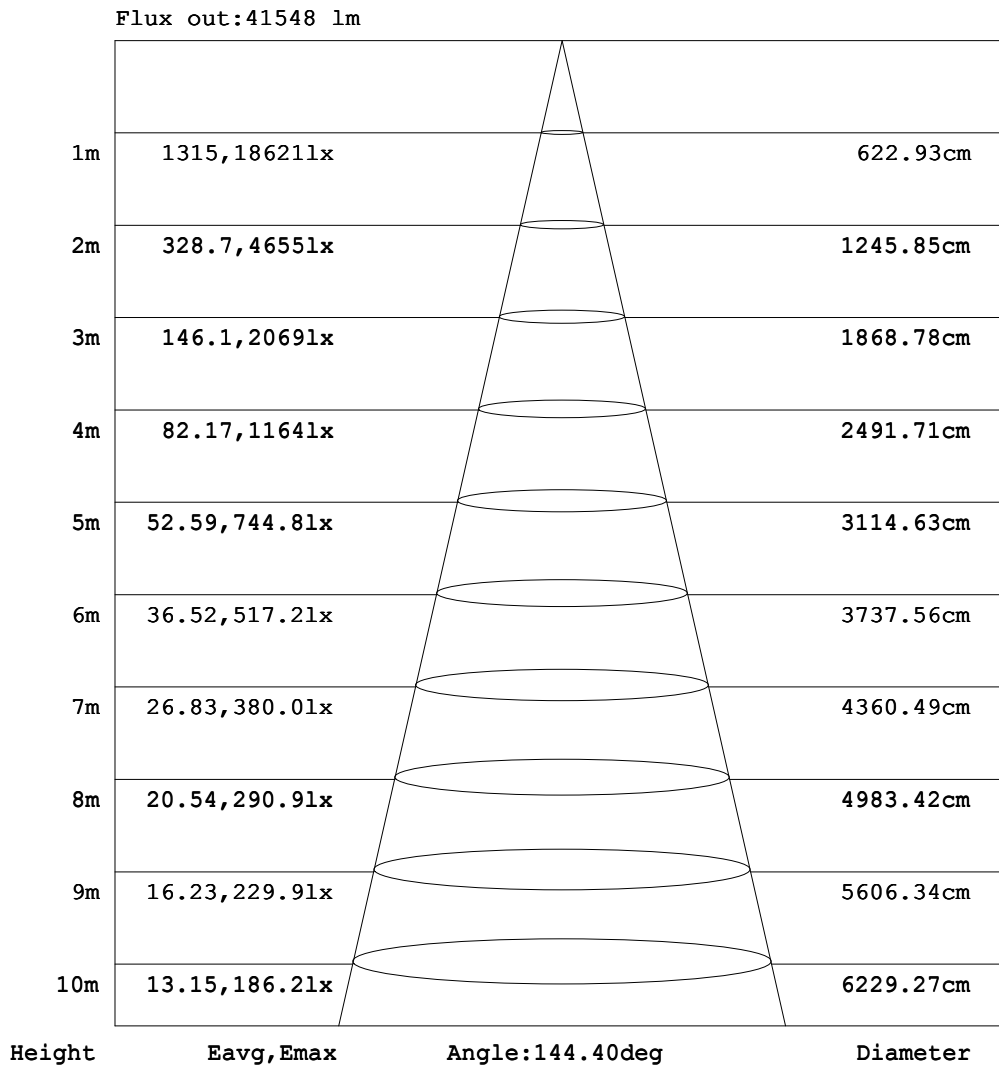 Flux out:41548 lm
1m 1315,18621lx 622.93cm
2m 328.7,4655lx 1245.85cm
3m 146.1,2069lx 1868.78cm
4m 82.17,1164lx 2491.71cm
5m 52.59,744.8lx 3114.63cm
6m 36.52,517.2lx 3737.56cm
7m 26.83,380.0lx 4360.49cm
8m 20.54,290.9lx 4983.42cm
9m 16.23,229.9lx 5606.34cm
10m 13.15,186.2lx 6229.27cm
Height Eavg,Emax Angle:144.40deg Diameter